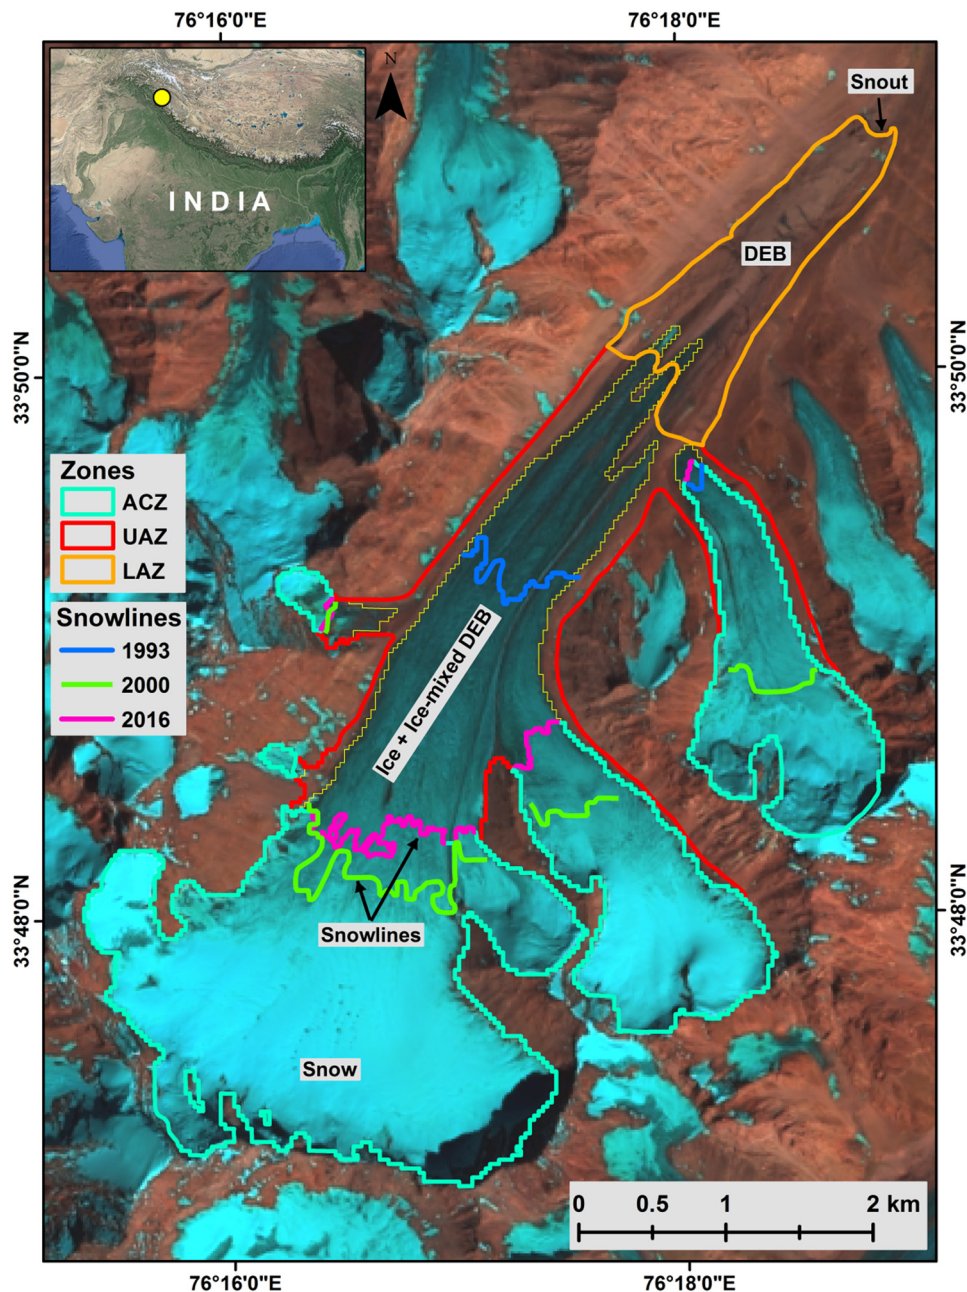 76°16'0"E
76°18'0"E
N
Snout
INDIA
DEB
33°50'0"N
33°50'0"N
Zones
ACZ
UAZ
LAZ
Snowlines
1993
2000
2016
Ice + Ice-mixed DEB
33°48'0"N
33°48'0"N
Snowlines
Snow
0 0.5 1 2 km
76°16'0"E
76°18'0"E